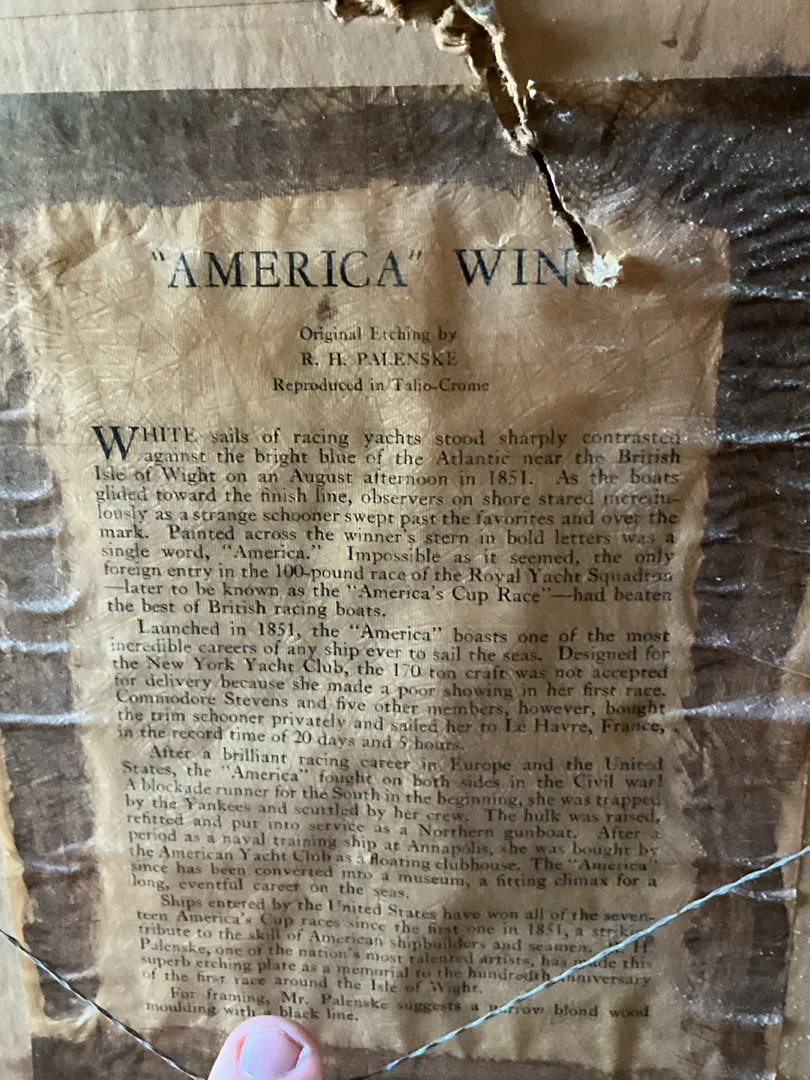 "AMERICA" WINS
Original Etching by
R. H. PALENSKE
Reproduced in Talio-Crome
WHITE sails of racing yachts stood sharply contrasted
against the bright blue of the Atlantic near the British
Isle of Wight on an August afternoon in 1851. As the boats
glided toward the finish line, observers on shore stared incredu-
lously as a strange schooner swept past the favorites and over the
mark. Painted across the winner's stern in bold letters was a
single word, "America." Impossible as it seemed, the only
foreign entry in the 100-pound race of the Royal Yacht Squadron
—later to be known as the "America's Cup Race"—had beaten
the best of British racing boats.
Launched in 1851, the "America" boasts one of the most
incredible careers of any ship ever to sail the seas. Designed for
the New York Yacht Club, the 170 ton craft was not accepted
for delivery because she made a poor showing in her first race.
Commodore Stevens and five other members, however, bought
the trim schooner privately and sailed her to Le Havre, France,
in the record time of 20 days and 5 hours.
After a brilliant racing career in Europe and the United
States, the "America" fought on both sides in the Civil war!
A blockade runner for the South in the beginning, she was trapped
by the Yankees and scuttled by her crew. The hulk was raised,
refitted and put into service as a Northern gunboat. After a
period as a naval training ship at Annapolis, she was bought by
the American Yacht Club as a floating clubhouse. The "America"
since has been converted into a museum, a fitting climax for a
long, eventful career on the seas.
Ships entered by the United States have won all of the seven-
teen America's Cup races since the first one in 1851, a striking
tribute to the skill of American shipbuilders and seamen. R. H.
Palenske, one of the nation's most talented artists, has made this
superb etching plate as a memorial to the hundredth anniversary
of the first race around the Isle of Wight.
For framing, Mr. Palenske suggests a narrow blond wood
moulding with a black line.